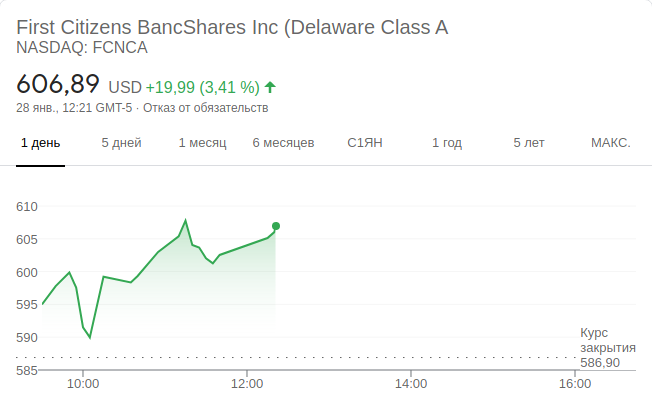 First Citizens BancShares Inc (Delaware Class A
NASDAQ: FCNCA
606,89 USD +19,99 (3,41 %)
28 янв., 12:21 GMT-5 · Отказ от обязательств
1 день 5 дней 1 месяц 6 месяцев С1ЯН 1 год 5 лет МАКС.
610
605
600
595
590
585
Курс
закрытия
586,90
10:00 12:00 14:00 16:00